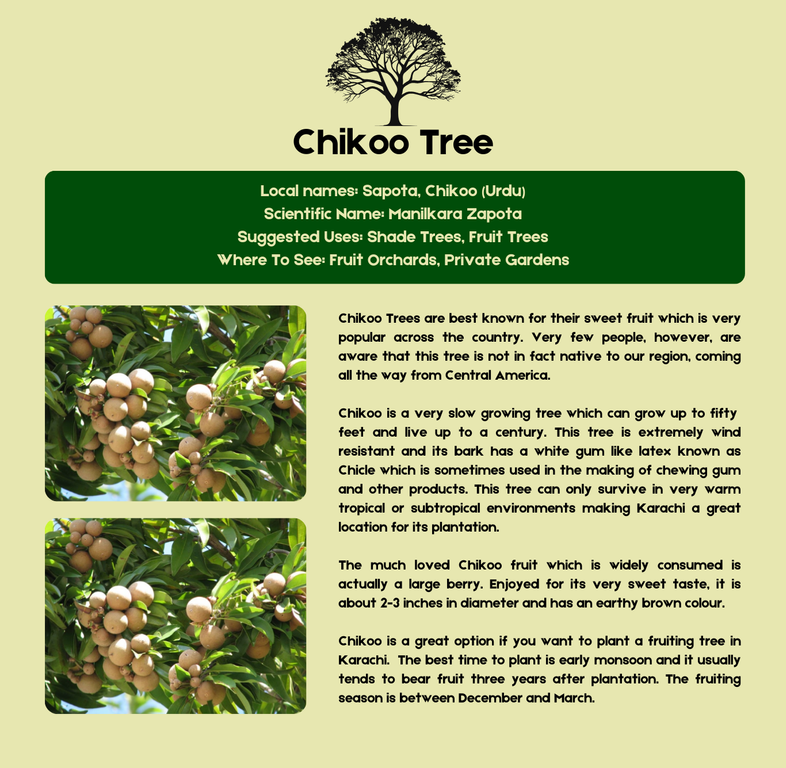 Chikoo Tree
Local names: Sapota, Chikoo (Urdu)
Scientific Name: Manilkara Zapota
Suggested Uses: Shade Trees, Fruit Trees
Where To See: Fruit Orchards, Private Gardens
Chikoo Trees are best known for their sweet fruit which is very
popular across the country. Very few people, however, are
aware that this tree is not in fact native to our region, coming
all the way from Central America.
Chikoo is a very slow growing tree which can grow up to fifty
feet and live up to a century. This tree is extremely wind
resistant and its bark has a white gum like latex known as
Chicle which is sometimes used in the making of chewing gum
and other products. This tree can only survive in very warm
tropical or subtropical environments making Karachi a great
location for its plantation.
The much loved Chikoo fruit which is widely consumed is
actually a large berry. Enjoyed for its very sweet taste, it is
about 2-3 inches in diameter and has an earthy brown colour.
Chikoo is a great option if you want to plant a fruiting tree in
Karachi. The best time to plant is early monsoon and it usually
tends to bear fruit three years after plantation. The fruiting
season is between December and March.